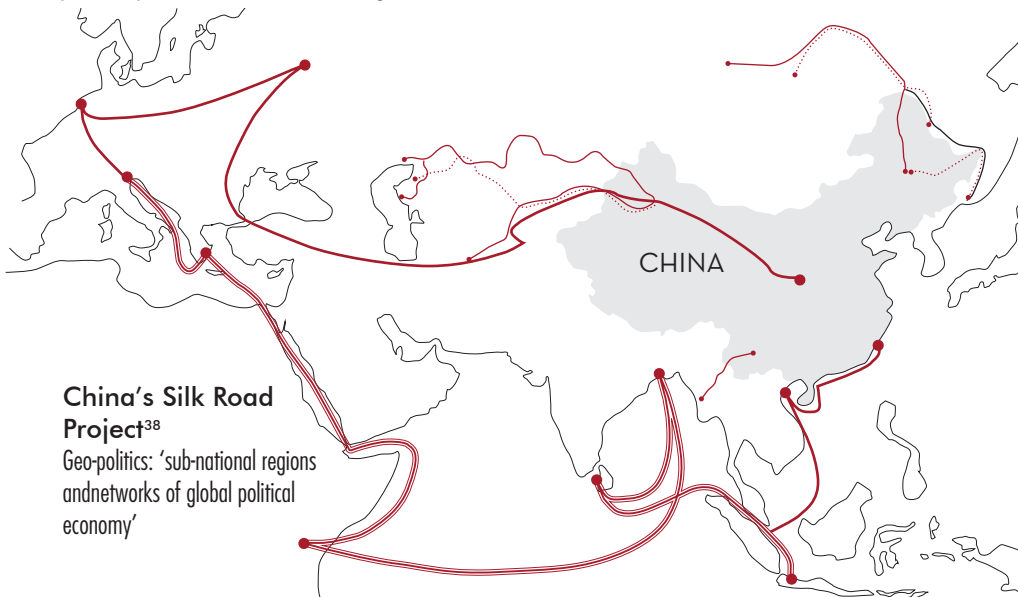 CHINA
China's Silk Road
Project³⁸
Geo-politics: ‘sub-national regions
andnetworks of global political
economy’